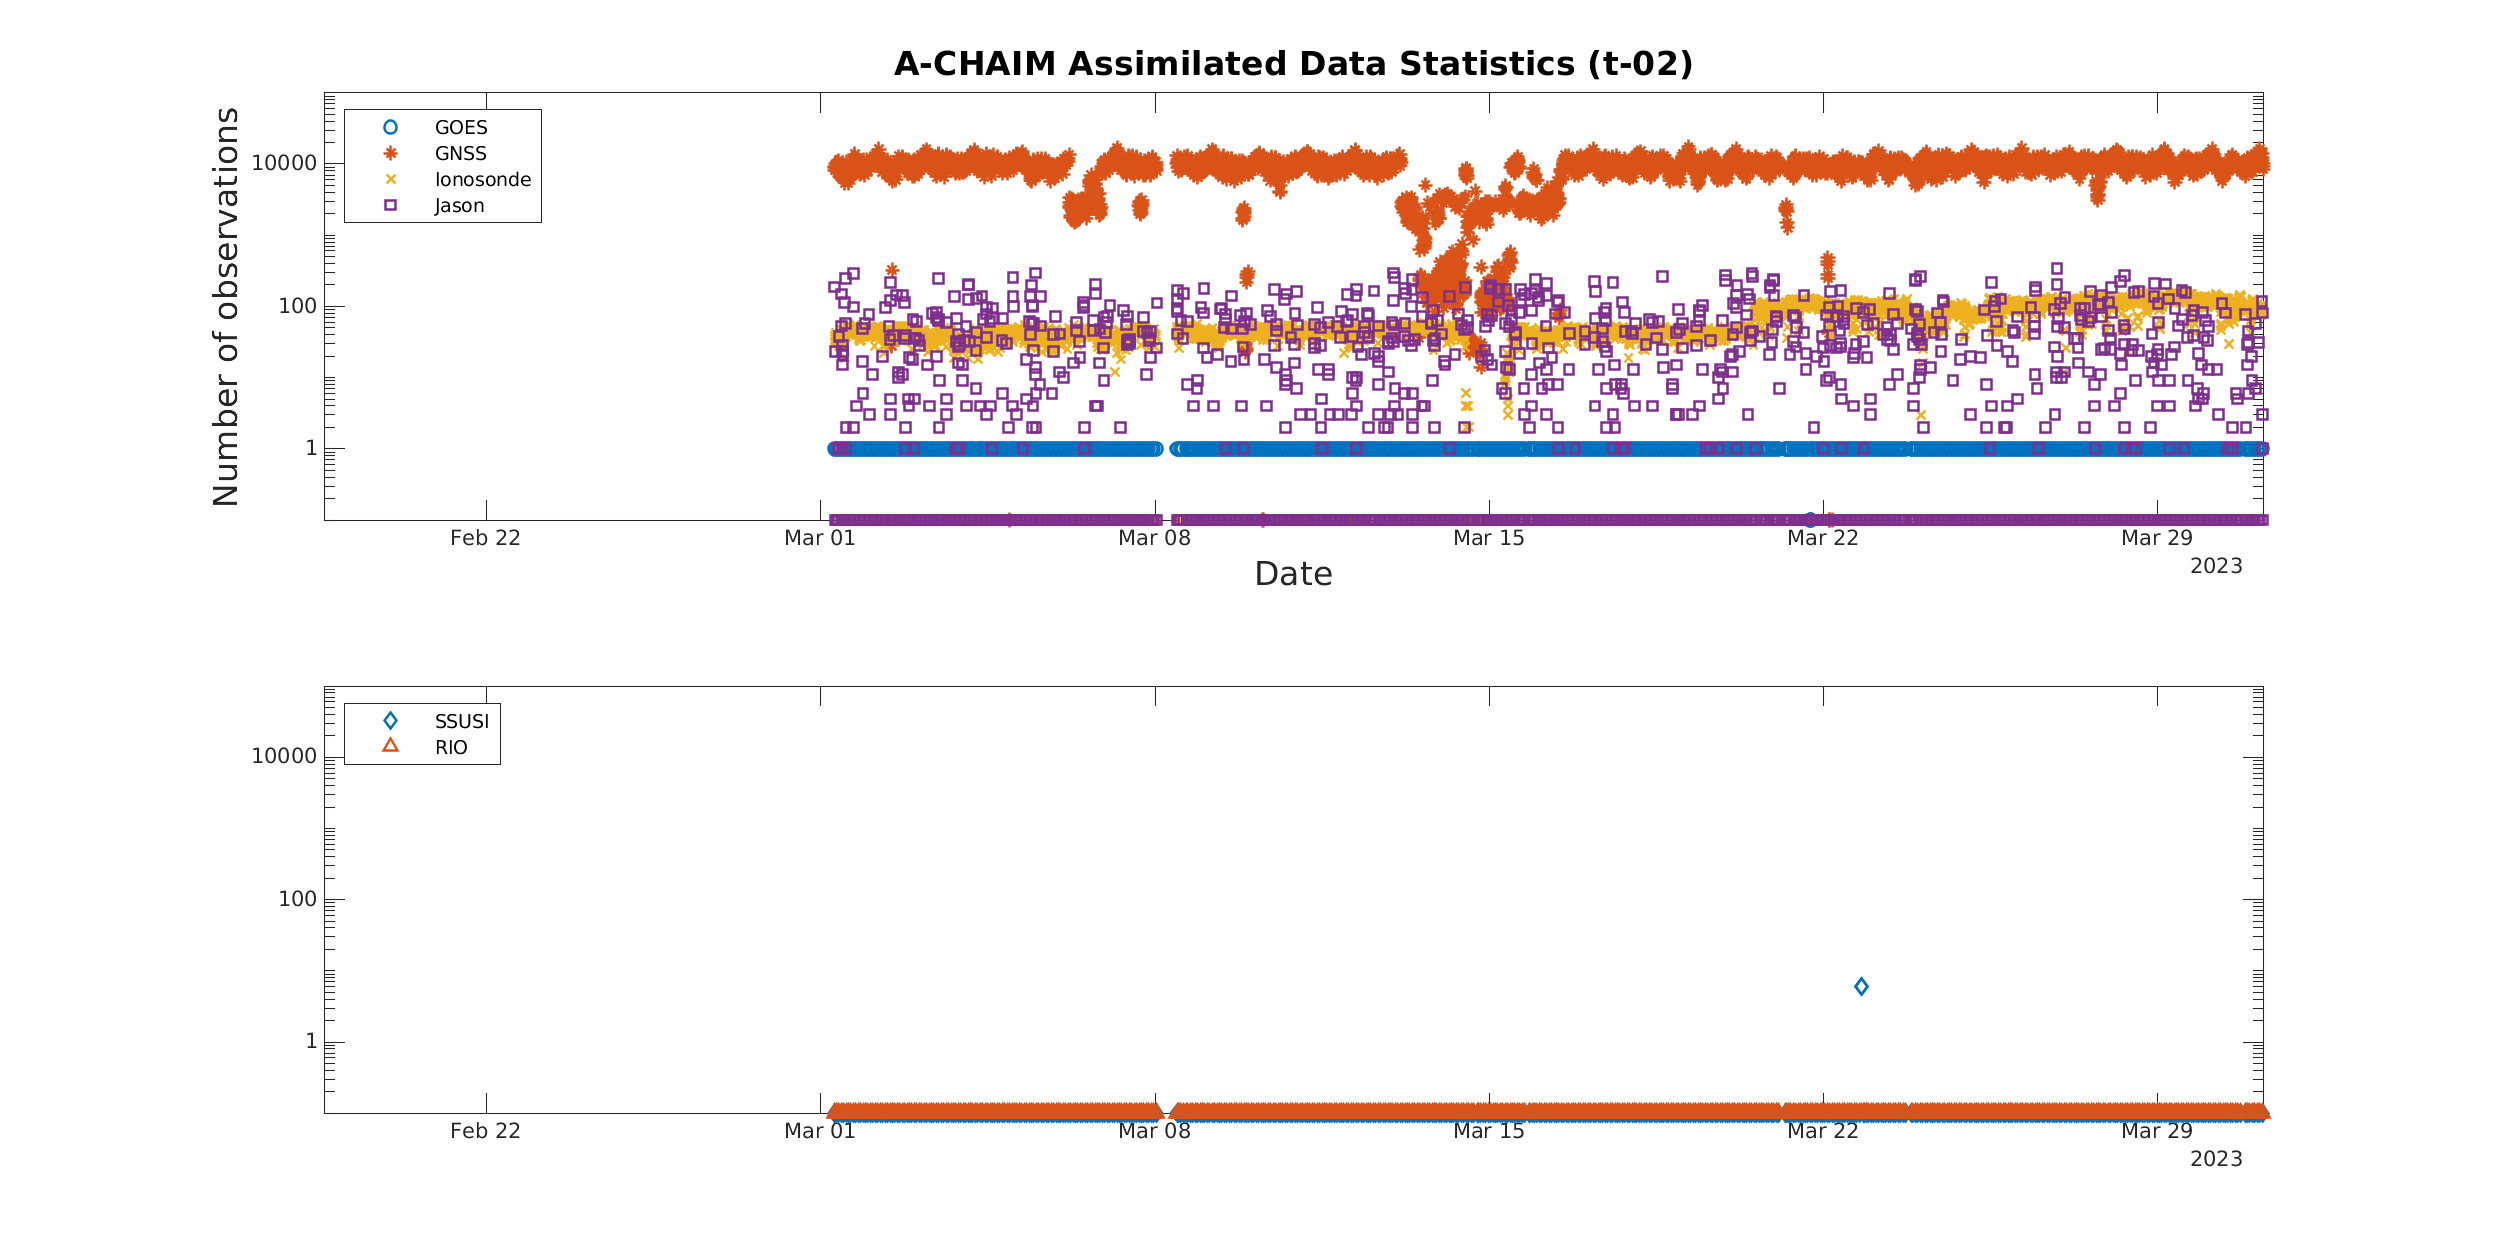 A-CHAIM Assimilated Data Statistics (t-02)
Number of observations
10000
100
1
GOES
GNSS
Ionosonde
Jason
Feb 22
Mar 01
Mar 08
Mar 15
Mar 22
Mar 29
2023
Date
10000
100
1
SSUSI
RIO
Feb 22
Mar 01
Mar 08
Mar 15
Mar 22
Mar 29
2023